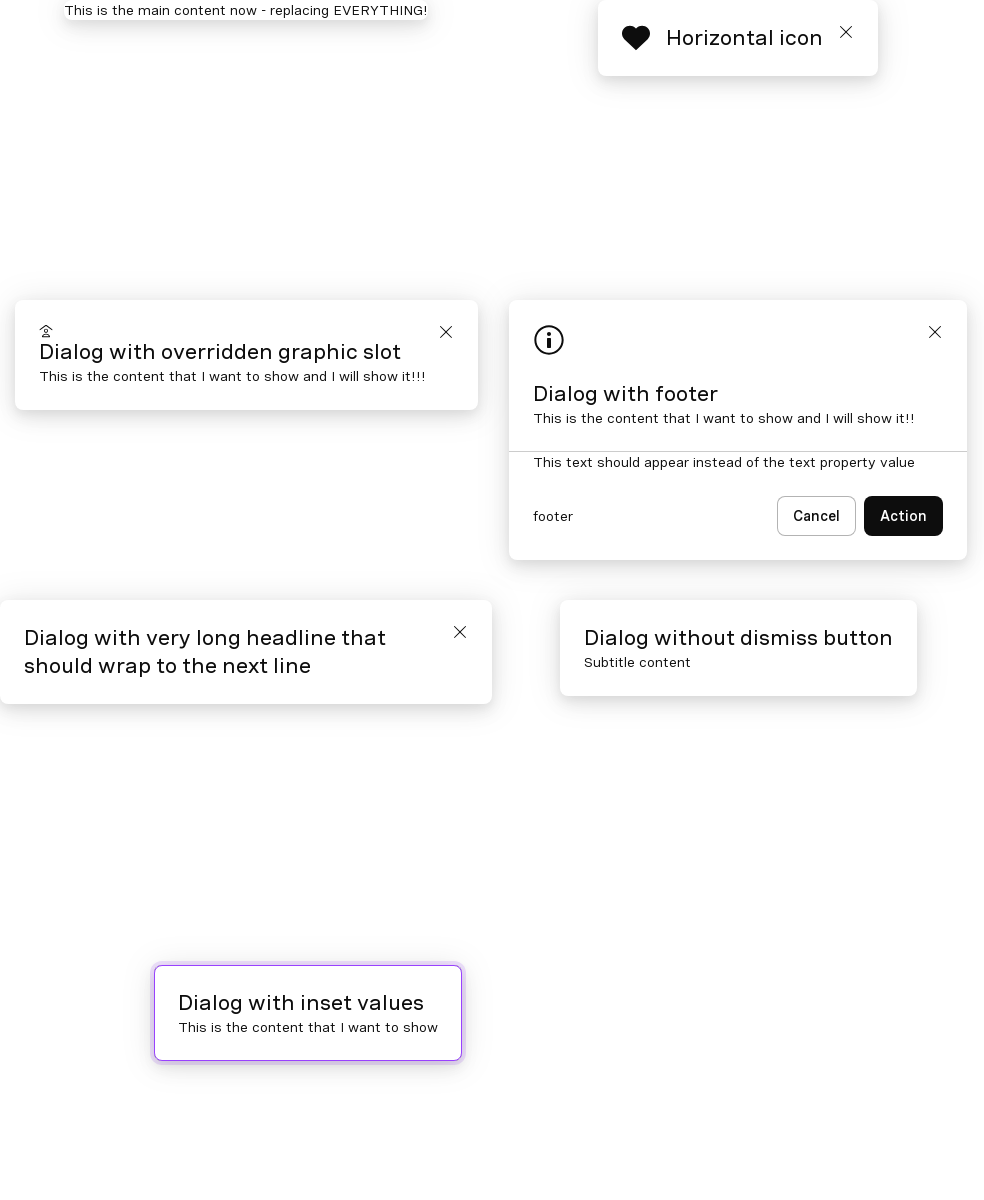 This is the main content now - replacing EVERYTHING!
Horizontal icon
Dialog with overridden graphic slot
This is the content that I want to show and I will show it!!!
Dialog with footer
This is the content that I want to show and I will show it!!
This text should appear instead of the text property value
footer
Cancel
Action
Dialog with very long headline that
should wrap to the next line
Dialog without dismiss button
Subtitle content
Dialog with inset values
This is the content that I want to show